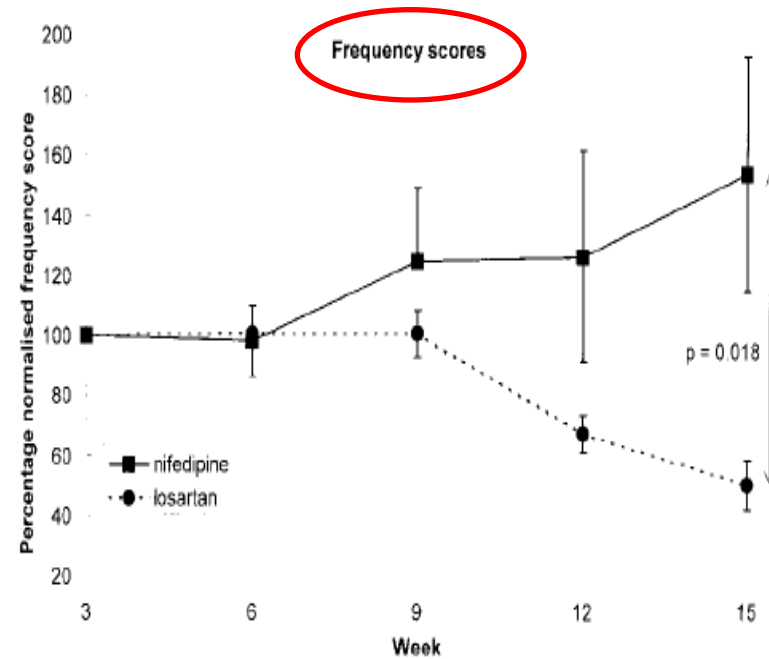 Frequency scores
Percentage normalised frequency score
200
180
160
140
120
100
80
60
40
20
p = 0.018
nifedipine
losartan
3 6 9 12 15
Week